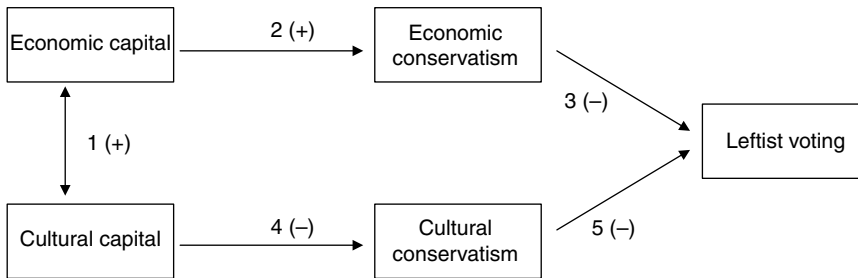 Economic capital
2 (+)
Economic
conservatism
3 (–)
1 (+)
Leftist voting
Cultural capital
4 (–)
Cultural
conservatism
5 (–)